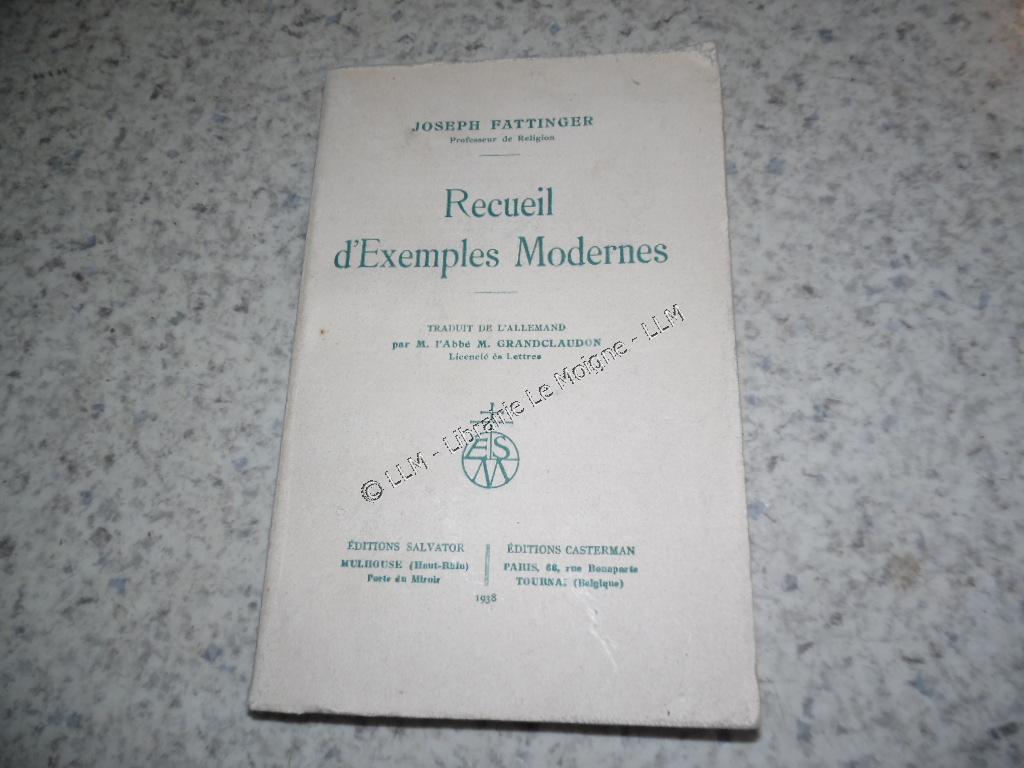 JOSEPH FATTINGER
Professeur de Religion
Recueil
d'Exemples Modernes
TRADUIT DE L'ALLEMAND
par M. l'Abbé M. GRANDCLAUDON
Licencié ès Lettres
© LLM - Librairie Le Moigne - LLM
ESM
ÉDITIONS SALVATOR
MULHOUSE (Haut-Rhin)
Porte du Miroir
ÉDITIONS CASTERMAN
PARIS, 66, rue Bonaparte
TOURNAI (Belgique)
1938